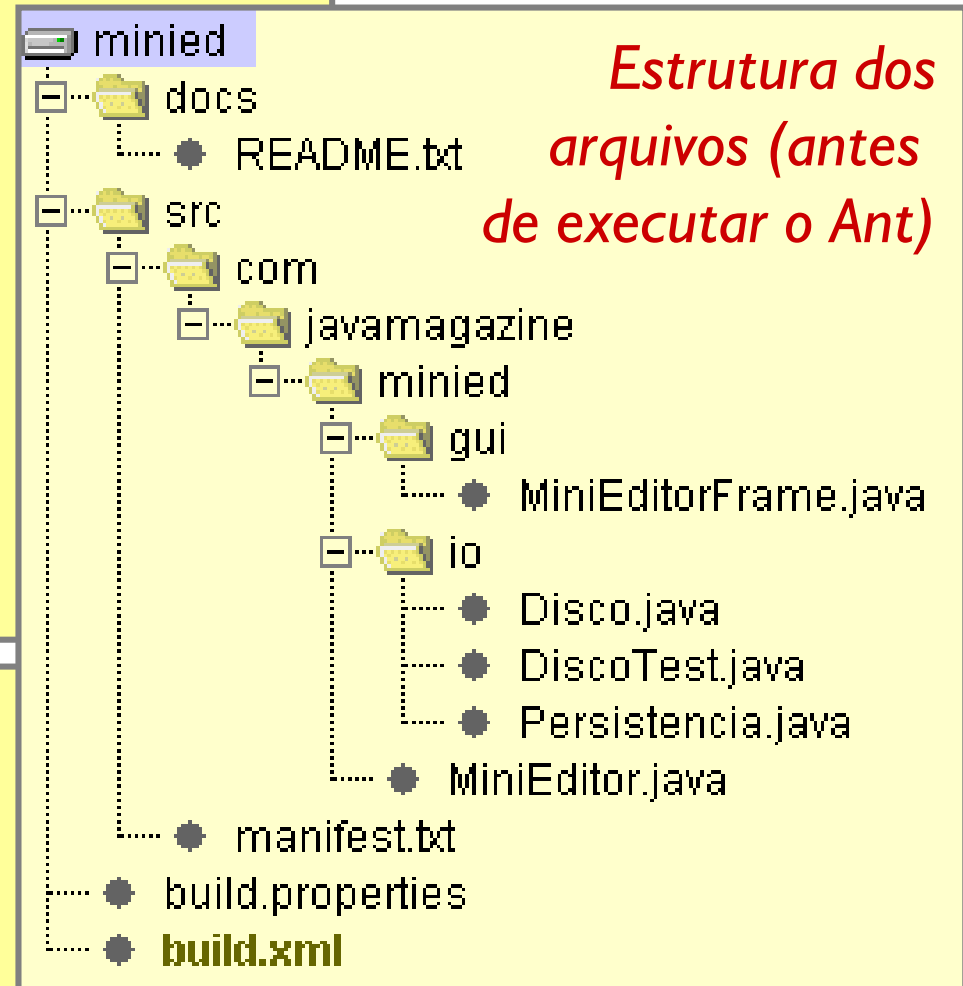 minied
Estrutura dos
arquivos (antes
de executar o Ant)
docs
README.txt
src
com
javamagazine
minied
gui
MiniEditorFrame.java
io
Disco.java
DiscoTest.java
Persistencia.java
MiniEditor.java
manifest.txt
build.properties
build.xml